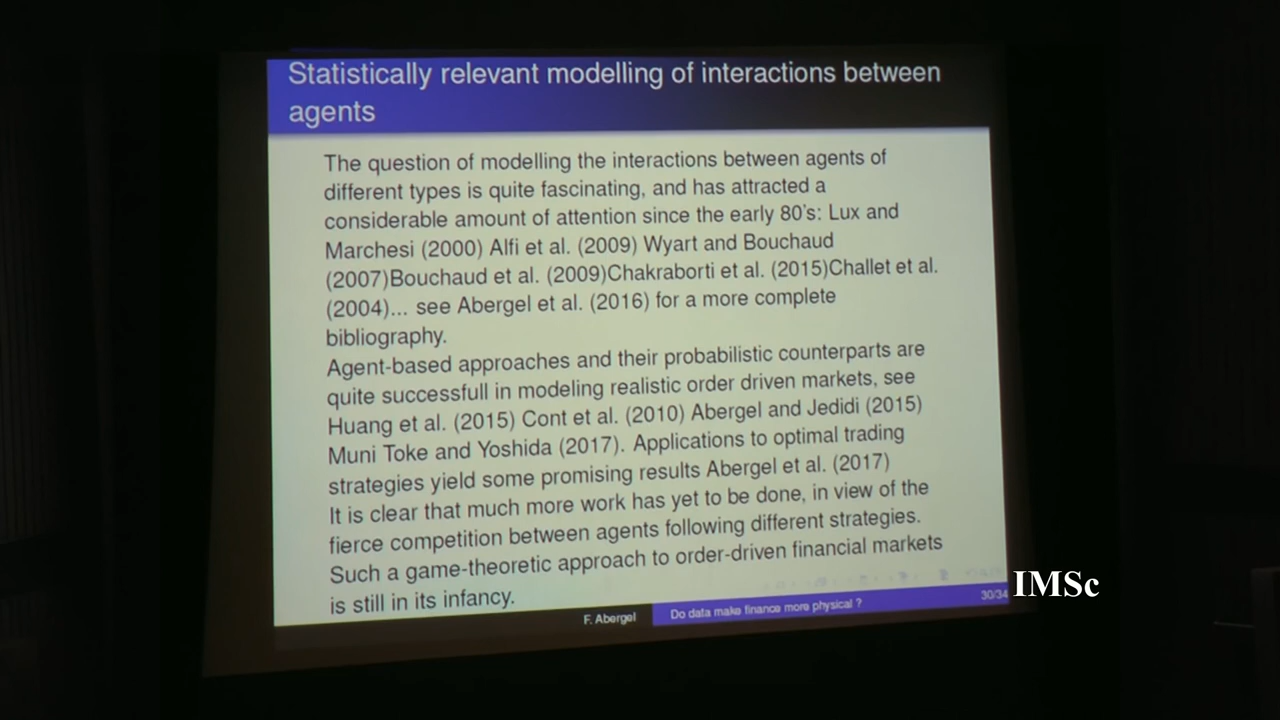 Statistically relevant modelling of interactions between
agents
The question of modelling the interactions between agents of
different types is quite fascinating, and has attracted a
considerable amount of attention since the early 80's: Lux and
Marchesi (2000) Alfi et al. (2009) Wyart and Bouchaud
(2007)Bouchaud et al. (2009)Chakraborti et al. (2015)Challet et al.
(2004)... see Abergel et al. (2016) for a more complete
bibliography.
Agent-based approaches and their probabilistic counterparts are
quite successfull in modeling realistic order driven markets, see
Huang et al. (2015) Cont et al. (2010) Abergel and Jedidi (2015)
Muni Toke and Yoshida (2017). Applications to optimal trading
strategies yield some promising results Abergel et al. (2017)
It is clear that much more work has yet to be done, in view of the
fierce competition between agents following different strategies.
Such a game-theoretic approach to order-driven financial markets
is still in its infancy.
F. Abergel
Do data make finance more physical ?
30/34
IMSc